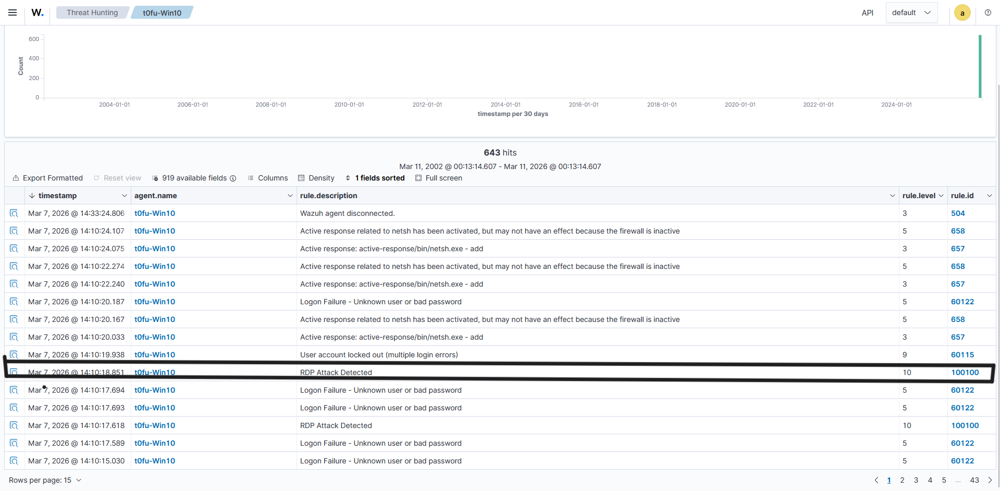 W. Threat Hunting t0fu-Win10 API default a
600
400
200
0
Count
2004-01-01 2006-01-01 2008-01-01 2010-01-01 2012-01-01 2014-01-01 2016-01-01 2018-01-01 2020-01-01 2022-01-01 2024-01-01
timestamp per 30 days
643 hits
Mar 11, 2002 @ 00:13:14.607 - Mar 11, 2026 @ 00:13:14.607
Export Formatted Reset view 919 available fields Columns Density 1 fields sorted Full screen
timestamp agent.name rule.description rule.level rule.id
Mar 7, 2026 @ 14:33:24.806 t0fu-Win10 Wazuh agent disconnected. 3 504
Mar 7, 2026 @ 14:10:24.107 t0fu-Win10 Active response related to netsh has been activated, but may not have an effect because the firewall is inactive 5 658
Mar 7, 2026 @ 14:10:24.075 t0fu-Win10 Active response: active-response/bin/netsh.exe - add 3 657
Mar 7, 2026 @ 14:10:22.274 t0fu-Win10 Active response related to netsh has been activated, but may not have an effect because the firewall is inactive 5 658
Mar 7, 2026 @ 14:10:22.240 t0fu-Win10 Active response: active-response/bin/netsh.exe - add 3 657
Mar 7, 2026 @ 14:10:20.187 t0fu-Win10 Logon Failure - Unknown user or bad password 5 60122
Mar 7, 2026 @ 14:10:20.167 t0fu-Win10 Active response related to netsh has been activated, but may not have an effect because the firewall is inactive 5 658
Mar 7, 2026 @ 14:10:20.033 t0fu-Win10 Active response: active-response/bin/netsh.exe - add 3 657
Mar 7, 2026 @ 14:10:19.938 t0fu-Win10 User account locked out (multiple login errors) 9 60115
Mar 7, 2026 @ 14:10:18.851 t0fu-Win10 RDP Attack Detected 10 100100
Mar 7, 2026 @ 14:10:17.694 t0fu-Win10 Logon Failure - Unknown user or bad password 5 60122
Mar 7, 2026 @ 14:10:17.693 t0fu-Win10 Logon Failure - Unknown user or bad password 5 60122
Mar 7, 2026 @ 14:10:17.618 t0fu-Win10 RDP Attack Detected 10 100100
Mar 7, 2026 @ 14:10:17.589 t0fu-Win10 Logon Failure - Unknown user or bad password 5 60122
Mar 7, 2026 @ 14:10:15.030 t0fu-Win10 Logon Failure - Unknown user or bad password 5 60122
Rows per page: 15 1 2 3 4 5 ... 43